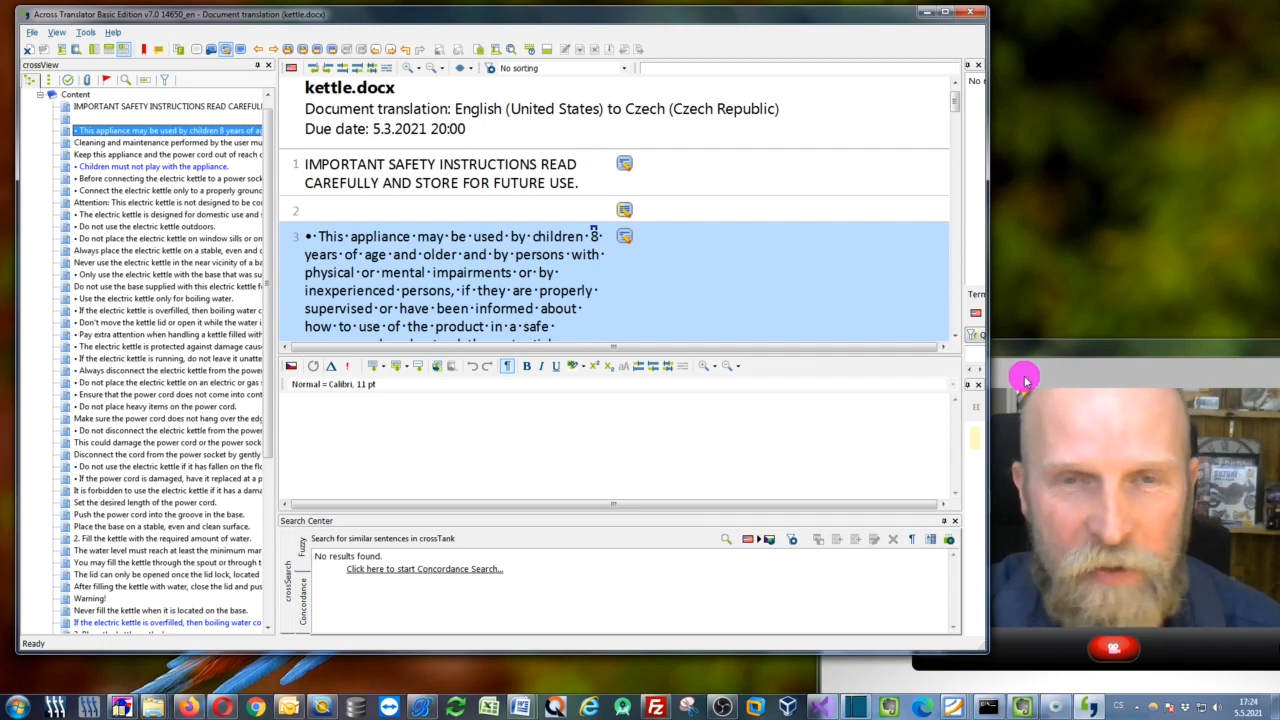 Across Translator Basic Edition v7.0 14650_en - Document translation (kettle.docx)
File View Tools Help
crossView
Content
IMPORTANT SAFETY INSTRUCTIONS READ CAREFUL
• This appliance may be used by children 8 years of ag
Cleaning and maintenance performed by the user mu
Keep this appliance and the power cord out of reach o
• Children must not play with the appliance.
• Before connecting the electric kettle to a power sock
• Connect the electric kettle only to a properly ground
Attention: This electric kettle is not designed to be cor
• The electric kettle is designed for domestic use and s
• Do not use the electric kettle outdoors.
• Do not place the electric kettle on window sills or on
Always place the electric kettle on a stable, even and c
Never use the electric kettle in the near vicinity of a ba
• Only use the electric kettle with the base that was su
Do not use the base supplied with this electric kettle f
• Use the electric kettle only for boiling water.
• If the electric kettle is overfilled, then boiling water c
• Don't move the kettle lid or open it while the water i
• Pay extra attention when handling a kettle filled with
• The electric kettle is protected against damage cause
• If the electric kettle is running, do not leave it unatte
• Always disconnect the electric kettle from the power
• Do not place the electric kettle on an electric or gas
• Ensure that the power cord does not come into cont
• Do not place heavy items on the power cord.
Make sure the power cord does not hang over the edg
• Do not disconnect the electric kettle from the power
This could damage the power cord or the power sock
Disconnect the cord from the power socket by gently
• Do not use the electric kettle if it has fallen on the flo
• If the power cord is damaged, have it replaced at a p
It is forbidden to use the electric kettle if it has a dama
Set the desired length of the power cord.
Push the power cord into the groove in the base.
Place the base on a stable, even and clean surface.
2. Fill the kettle with the required amount of water.
The water level must reach at least the minimum mar
You may fill the kettle through the spout or through t
The lid can only be opened once the lid lock, located
After filling the kettle with water, close the lid and pus
Warning!
Never fill the kettle when it is located on the base.
If the electric kettle is overfilled, then boiling water co
Ready
No sorting
kettle.docx
Document translation: English (United States) to Czech (Czech Republic)
Due date: 5.3.2021 20:00
1 IMPORTANT SAFETY INSTRUCTIONS READ
CAREFULLY AND STORE FOR FUTURE USE.
2
3 •·This·appliance·may·be·used·by·children·8·
years·of·age·and·older·and·by·persons·with·
physical·or·mental·impairments·or·by·
inexperienced·persons,·if·they·are·properly·
supervised·or·have·been·informed·about·
how·to·use·of·the·product·in·a·safe·
B I U
Normal = Calibri, 11 pt
Search Center
Search for similar sentences in crossTank
No results found.
Click here to start Concordance Search...
Fuzzy
crossSearch
Concordance
No r
Term
CS
17:24
5.5.2021